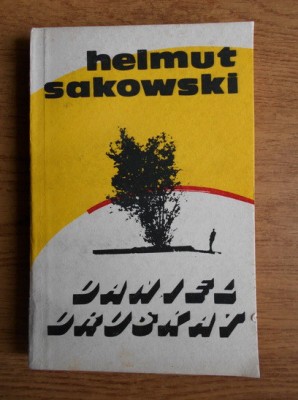 helmut
sakowski
DANIEL
DRUSKAT